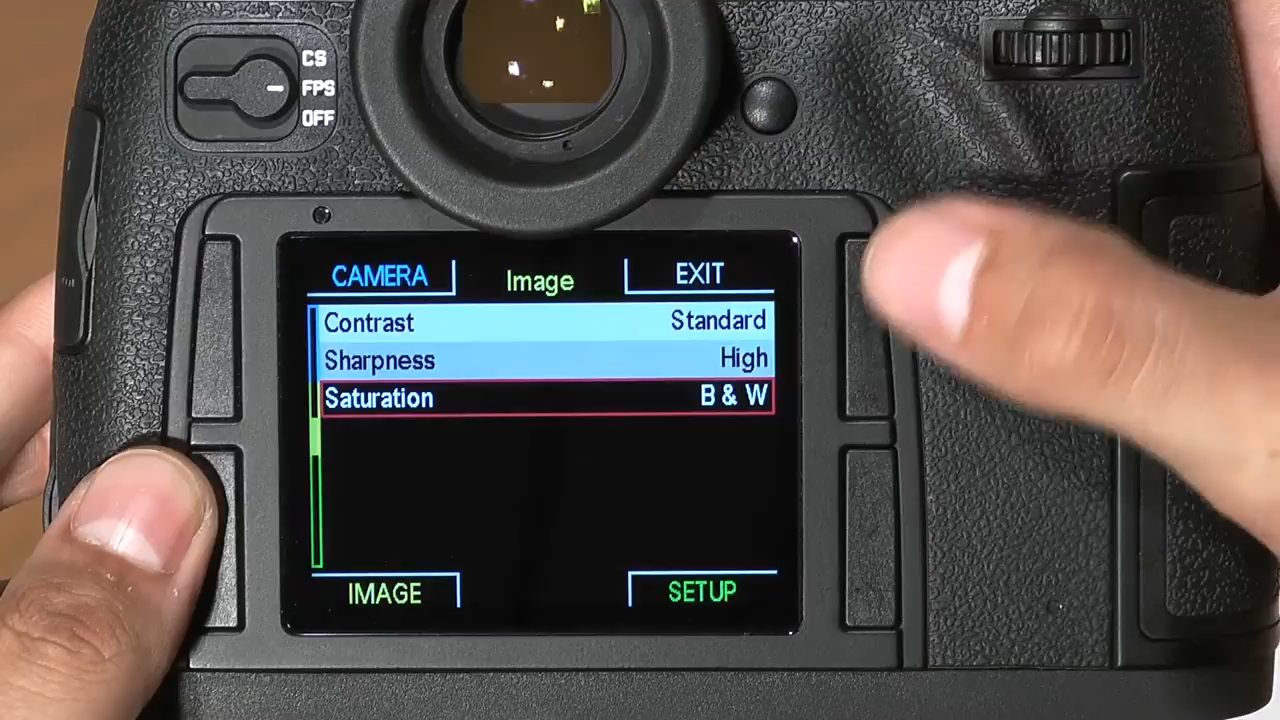 CS
FPS
OFF
CAMERA Image EXIT
Contrast Standard
Sharpness High
Saturation B & W
IMAGE SETUP